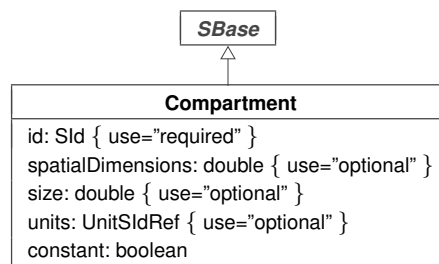 SBase
Compartment
id: SId { use="required" }
spatialDimensions: double { use="optional" }
size: double { use="optional" }
units: UnitSIdRef { use="optional" }
constant: boolean